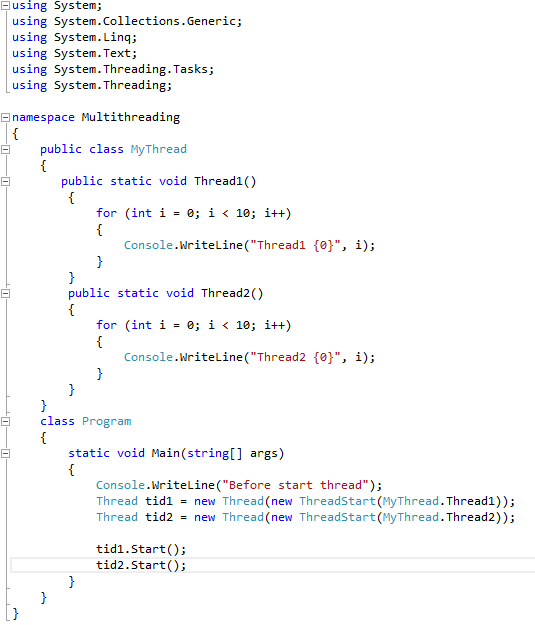 using System;
using System.Collections.Generic;
using System.Linq;
using System.Text;
using System.Threading.Tasks;
using System.Threading;

namespace Multithreading
{
    public class MyThread
    {
       public static void Thread1()
        {
            for (int i = 0; i < 10; i++)
            {
                Console.WriteLine("Thread1 {0}", i);
            }
        }
        public static void Thread2()
        {
            for (int i = 0; i < 10; i++)
            {
                Console.WriteLine("Thread2 {0}", i);
            }
        }
    }
    class Program
    {
        static void Main(string[] args)
        {
            Console.WriteLine("Before start thread");
            Thread tid1 = new Thread(new ThreadStart(MyThread.Thread1));
            Thread tid2 = new Thread(new ThreadStart(MyThread.Thread2));

            tid1.Start();
            tid2.Start();
        }
    }
}